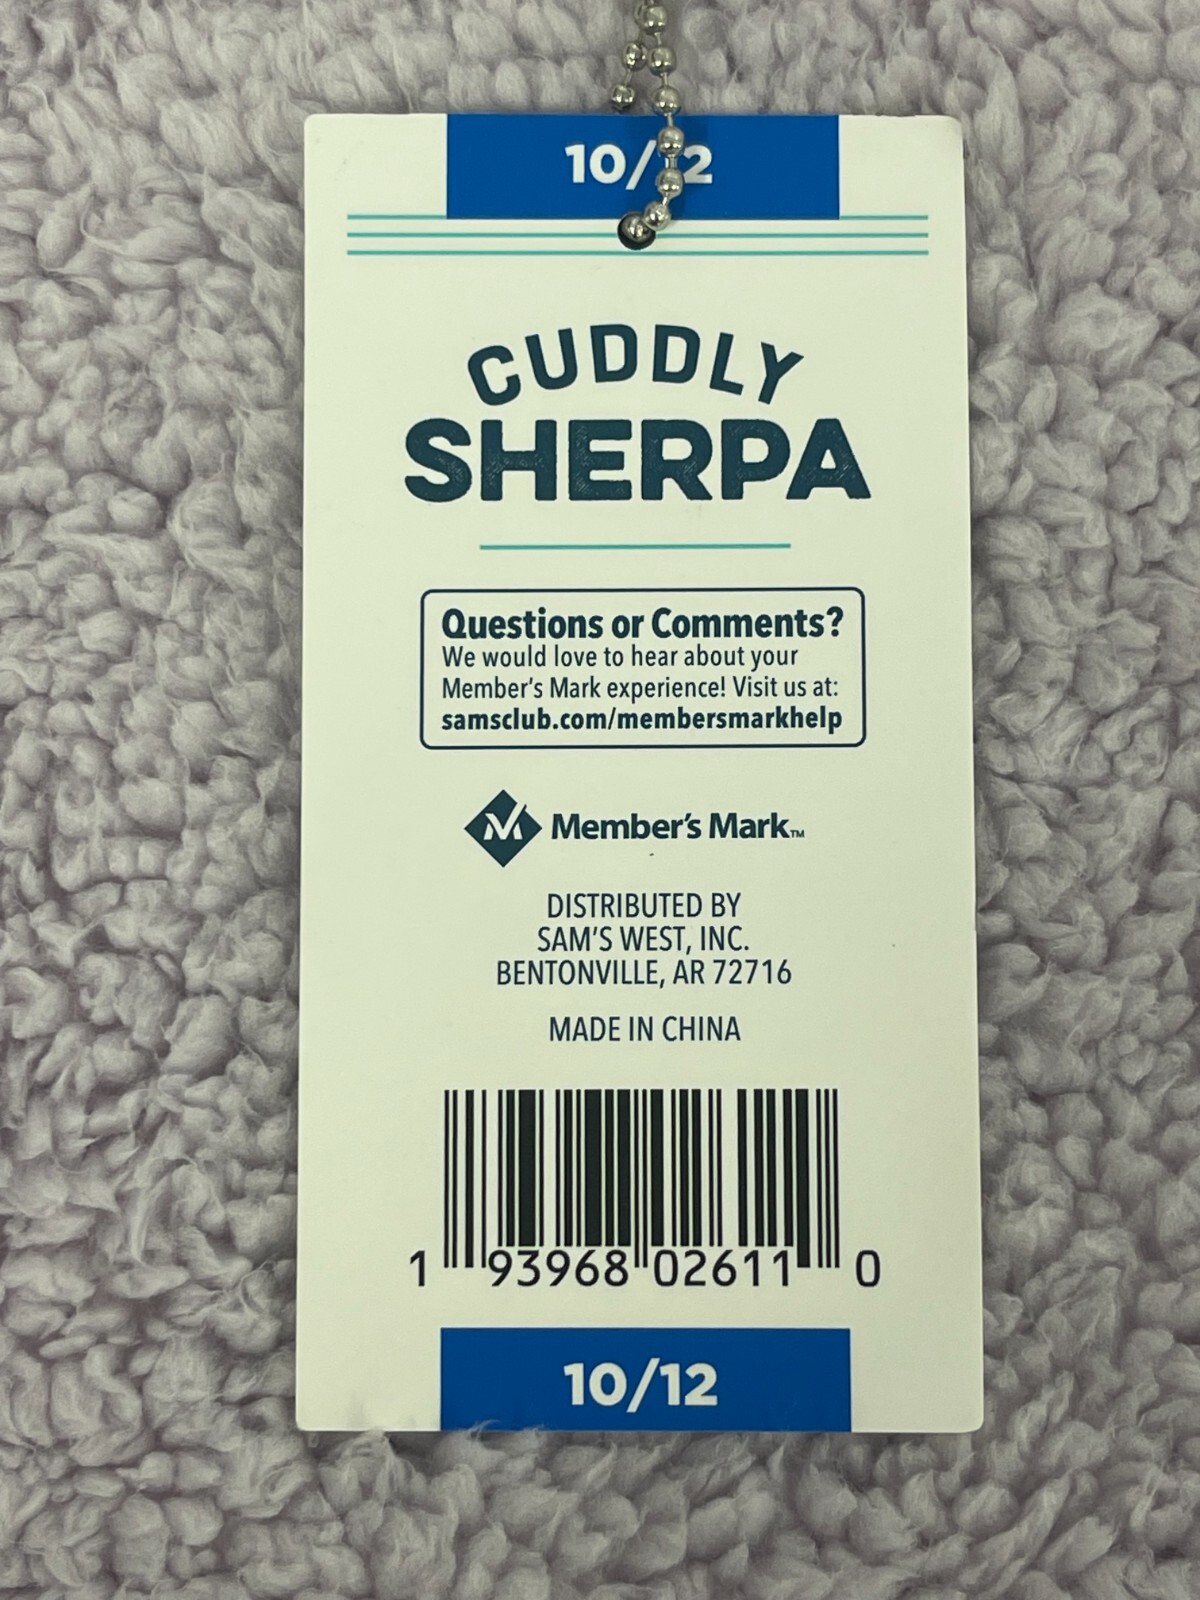 10/12
CUDDLY
SHERPA
Questions or Comments?
We would love to hear about your
Member's Mark experience! Visit us at:
samsclub.com/membersmarkhelp
Member's Mark™
DISTRIBUTED BY
SAM'S WEST, INC.
BENTONVILLE, AR 72716
MADE IN CHINA
1 93968 02611 0
10/12